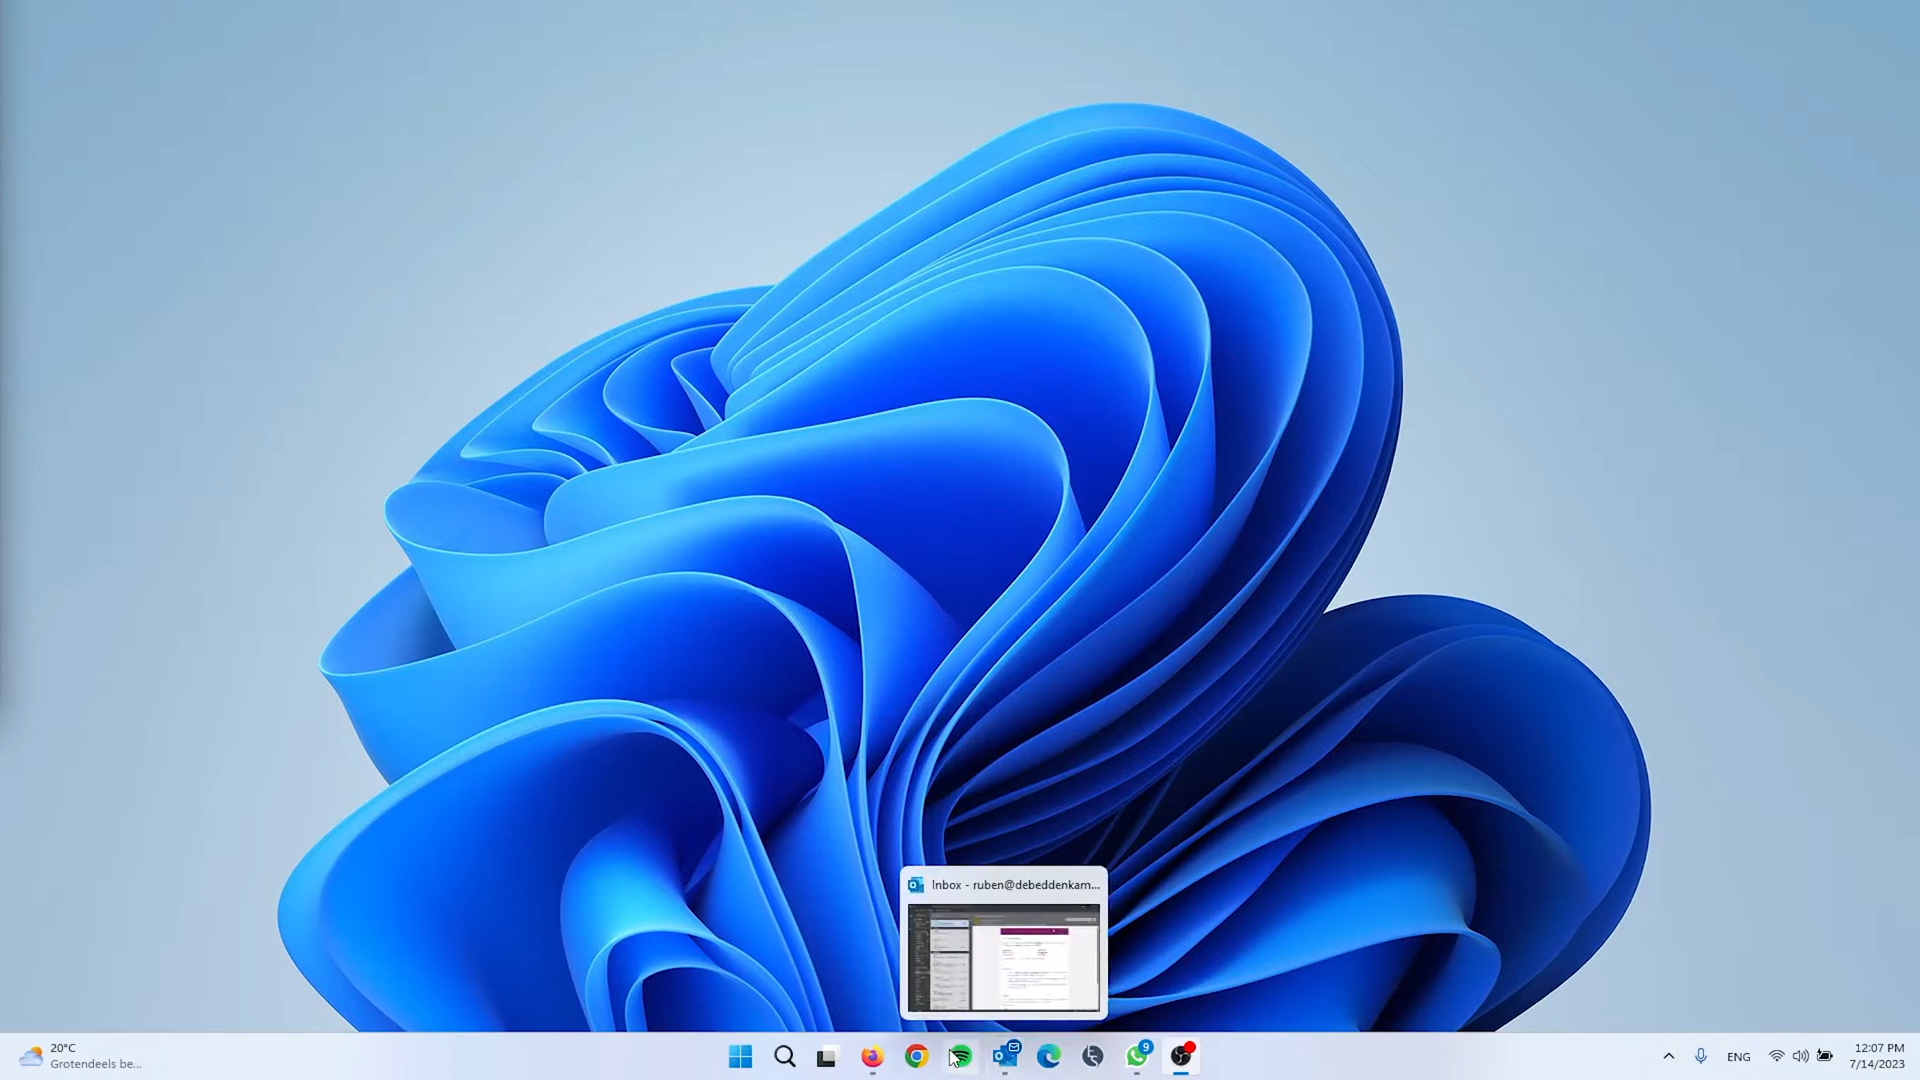 Inbox - ruben@debeddenkam...
20°C
Grotendeels be...
9
ENG
12:07 PM
7/14/2023